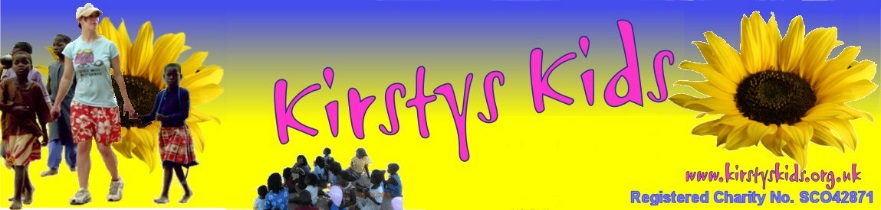 Kirstys Kids
www.kirstyskids.org.uk
Registered Charity No. SCO42871